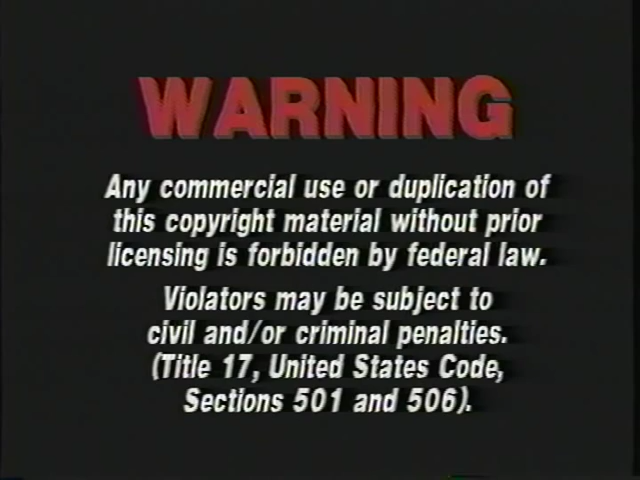 WARNING
Any commercial use or duplication of
this copyright material without prior
licensing is forbidden by federal law.
Violators may be subject to
civil and/or criminal penalties.
(Title 17, United States Code,
Sections 501 and 506).